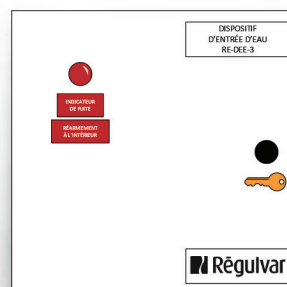 DISPOSITIF
D'ENTRÉE D'EAU
RE-DEE-3
INDICATEUR
DE FUITE
RÉARMEMENT
À L'INTÉRIEUR
Régulvar